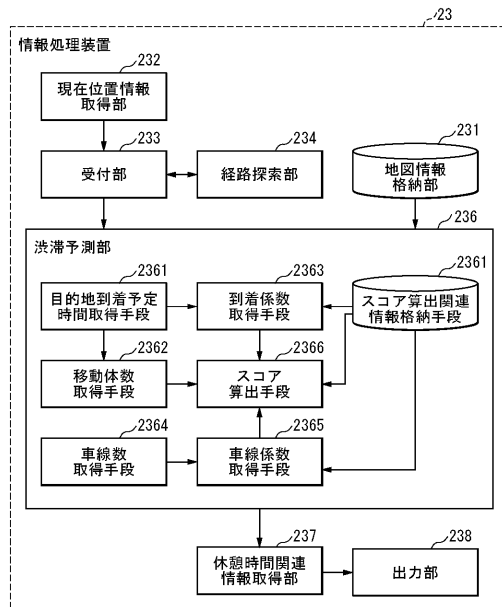 23
情報処理装置
232
現在位置情報
取得部
233
受付部
234
経路探索部
231
地図情報
格納部
236
渋滞予測部
2361
目的地到着予定
時間取得手段
2363
到着係数
取得手段
2361
スコア算出関連
情報格納手段
2362
移動体数
取得手段
2366
スコア
算出手段
2364
車線数
取得手段
2365
車線係数
取得手段
237
休憩時間関連
情報取得部
238
出力部